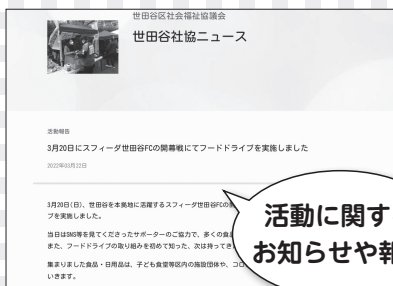 世田谷区社会福祉協議会
世田谷社協ニュース
活動報告
3月20日にスフィーダ世田谷FCの開幕戦にてフードドライブを実施しました
2022年03月22日
3月20日(日)、世田谷を本拠地に活躍するスフィーダ世田谷FCの
ブを実施しました。
当日はSNS等を見てくださったサポーターのご協力で、多くの食
また、フードドライブの取り組みを初めて知った、次は持ってき
集まりました食品・日用品は、子ども食堂等区内の施設団体や、コロ
いきます。
活動に関す
お知らせや報